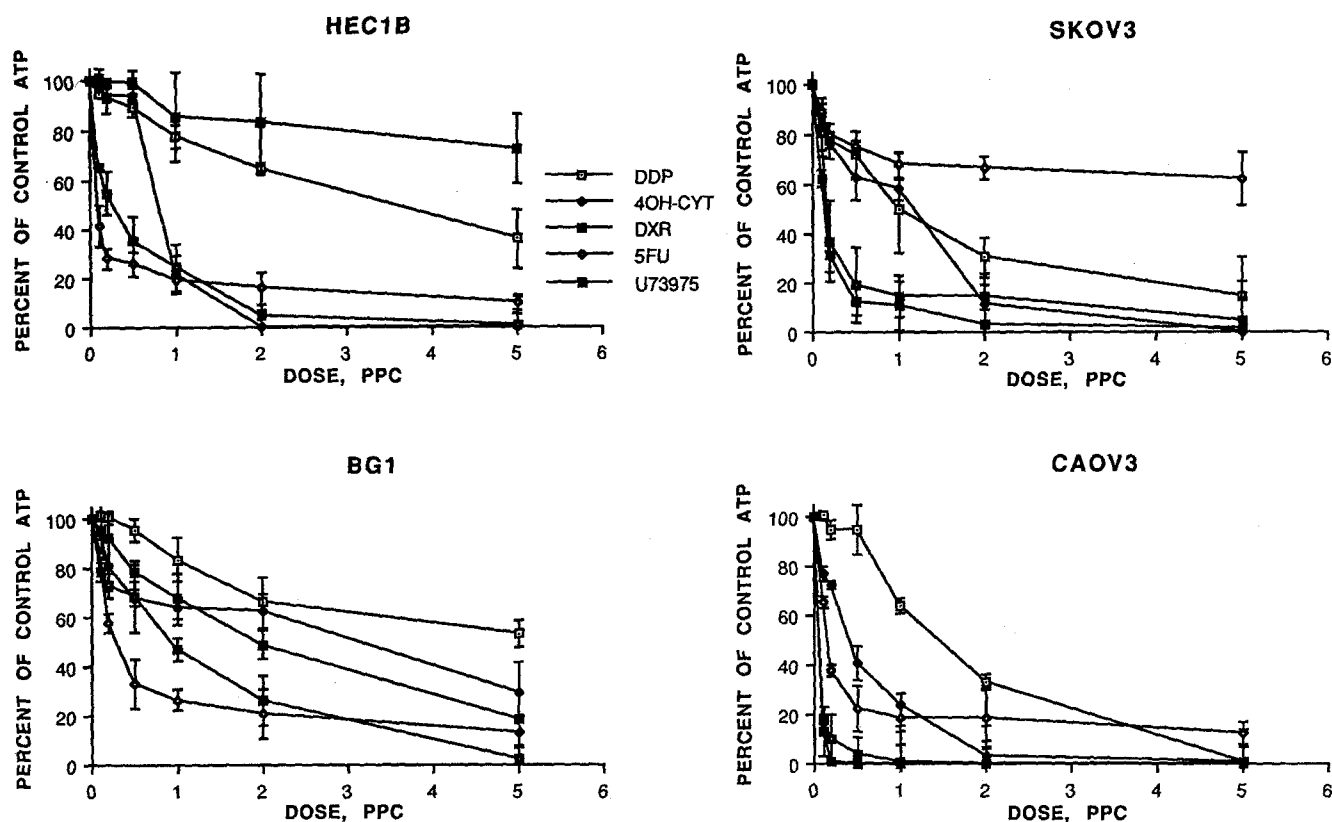 HEC1B
PERCENT OF CONTROL ATP
100
80
60
40
20
0
0 1 2 3 4 5 6
DOSE, PPC
DDP
4OH-CYT
DXR
5FU
U73975
SKOV3
PERCENT OF CONTROL ATP
100
80
60
40
20
0
0 1 2 3 4 5 6
DOSE, PPC
BG1
PERCENT OF CONTROL ATP
100
80
60
40
20
0
0 1 2 3 4 5 6
DOSE, PPC
CAOV3
PERCENT OF CONTROL ATP
100
80
60
40
20
0
0 1 2 3 4 5 6
DOSE, PPC